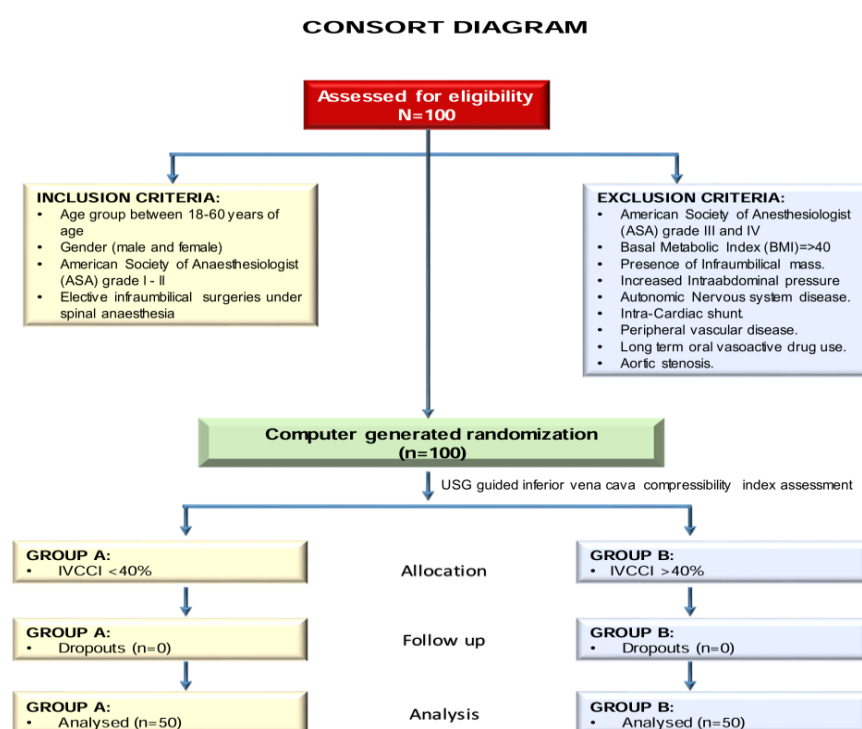 CONSORT DIAGRAM
Assessed for eligibility
N=100
INCLUSION CRITERIA:
• Age group between 18-60 years of
age
• Gender (male and female)
• American Society of Anaesthesiologist
(ASA) grade I - II
• Elective infraumbilical surgeries under
spinal anaesthesia
EXCLUSION CRITERIA:
• American Society of Anesthesiologist
(ASA) grade III and IV
• Basal Metabolic Index (BMI)=>40
• Presence of Infraumbilical mass.
• Increased Intraabdominal pressure
• Autonomic Nervous system disease.
• Intra-Cardiac shunt.
• Peripheral vascular disease.
• Long term oral vasoactive drug use.
• Aortic stenosis.
Computer generated randomization
(n=100)
USG guided inferior vena cava compressibility index assessment
GROUP A:
• IVCCI <40%
Allocation
GROUP B:
• IVCCI >40%
GROUP A:
• Dropouts (n=0)
Follow up
GROUP B:
• Dropouts (n=0)
GROUP A:
• Analysed (n=50)
Analysis
GROUP B:
• Analysed (n=50)